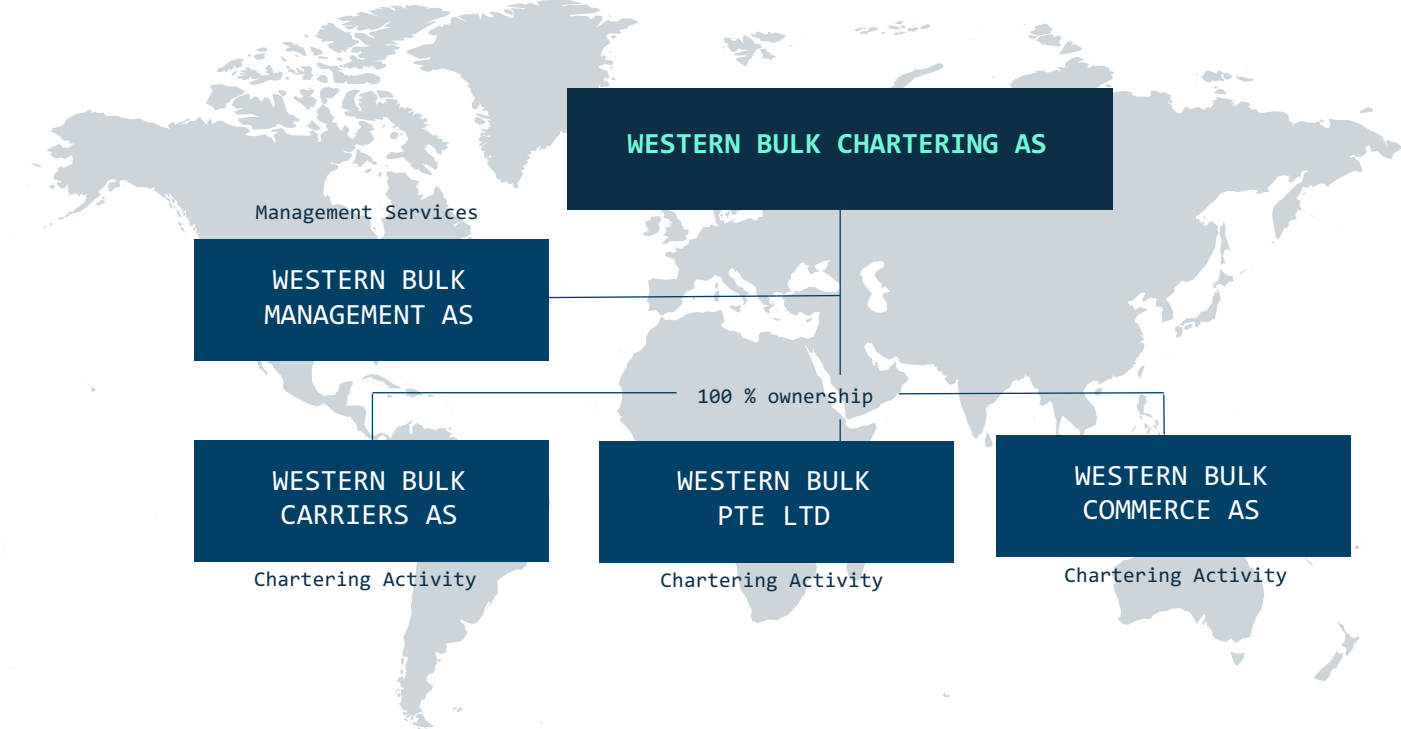 WESTERN BULK CHARTERING AS
Management Services
WESTERN BULK
MANAGEMENT AS
100 % ownership
WESTERN BULK
CARRIERS AS
Chartering Activity
WESTERN BULK
PTE LTD
Chartering Activity
WESTERN BULK
COMMERCE AS
Chartering Activity